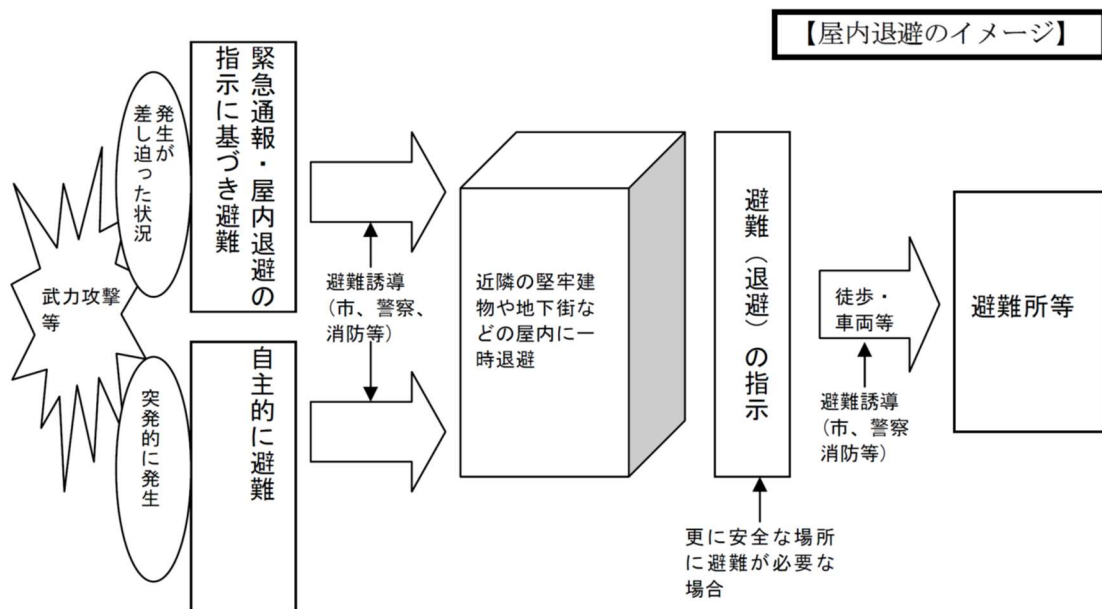 【屋内退避のイメージ】
武力攻撃
等
発生が
差し迫った状況
緊急通報・屋内退避の
指示に基づき避難
突発的に発生
自主的に避難
避難誘導
(市、警察、
消防等)
近隣の堅牢建
物や地下街な
どの屋内に一
時退避
避難(退避)の指示
更に安全な場所
に避難が必要な
場合
徒歩・
車両等
避難誘導
(市、警察
消防等)
避難所等